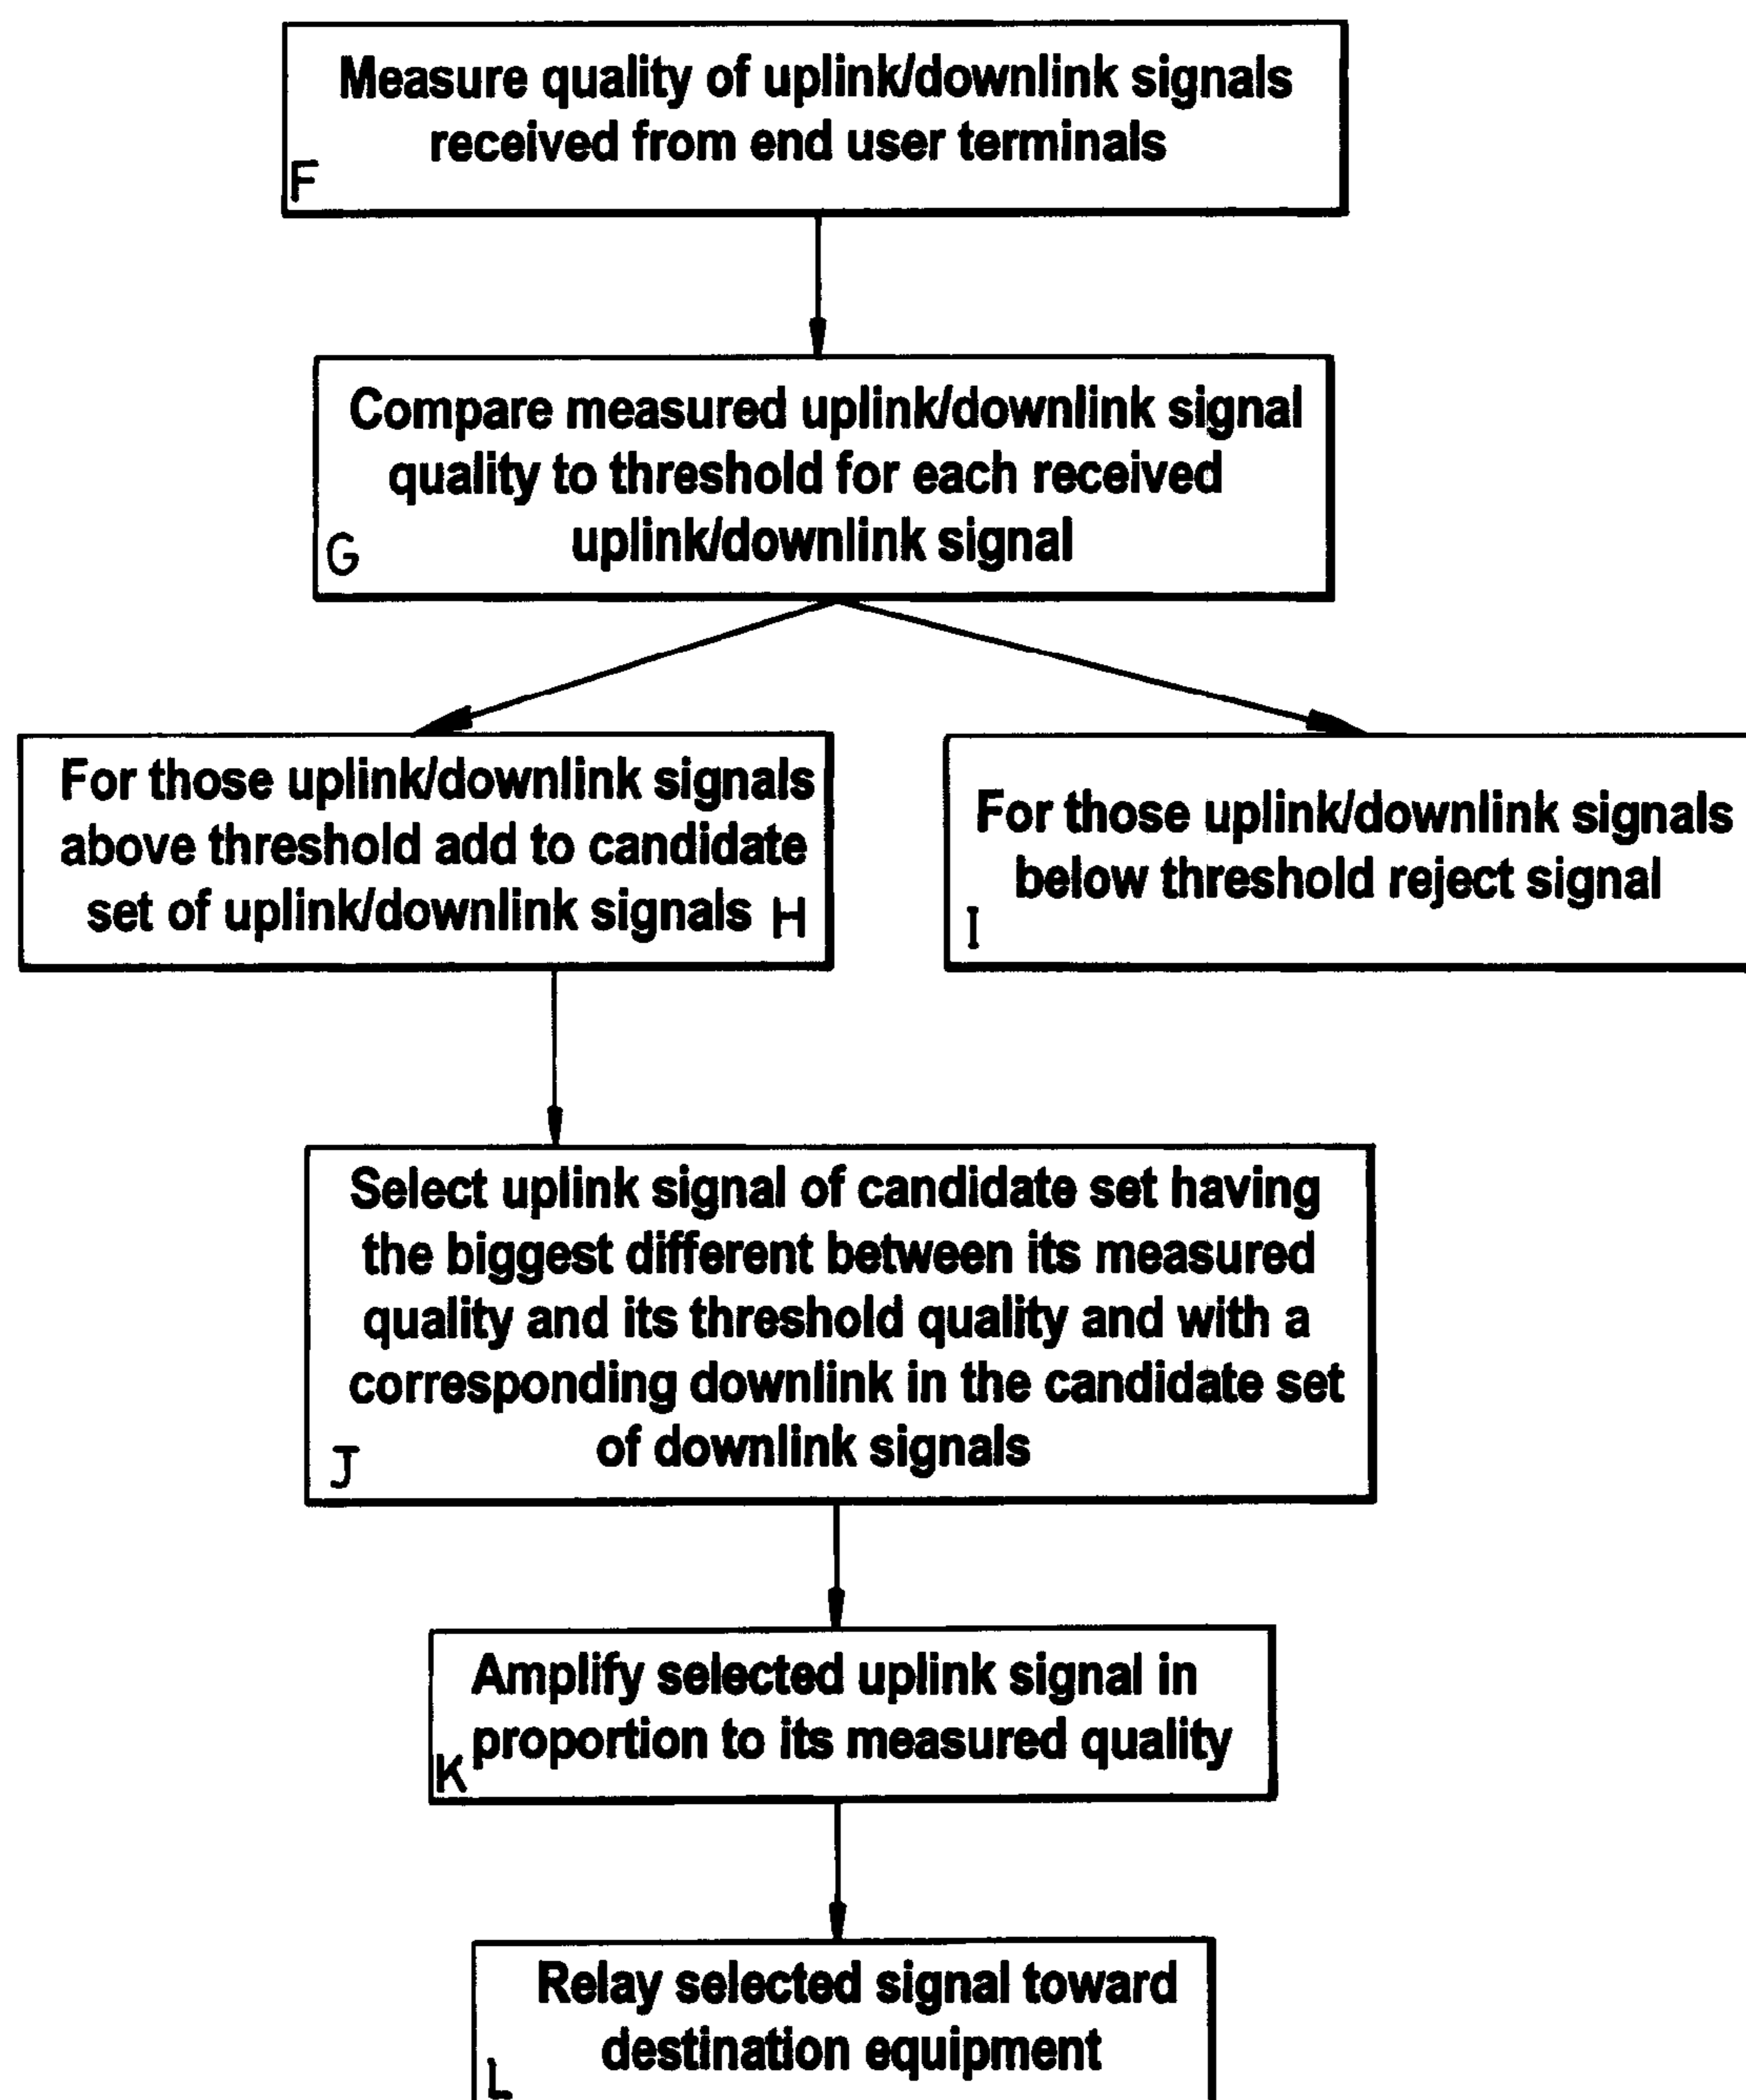 Measure quality of uplink/downlink signals
received from end user terminals
F
Compare measured uplink/downlink signal
quality to threshold for each received
uplink/downlink signal
G
For those uplink/downlink signals
above threshold add to candidate
set of uplink/downlink signals H
For those uplink/downlink signals
below threshold reject signal
I
Select uplink signal of candidate set having
the biggest different between its measured
quality and its threshold quality and with a
corresponding downlink in the candidate set
of downlink signals
J
Amplify selected uplink signal in
proportion to its measured quality
K
Relay selected signal toward
destination equipment
L